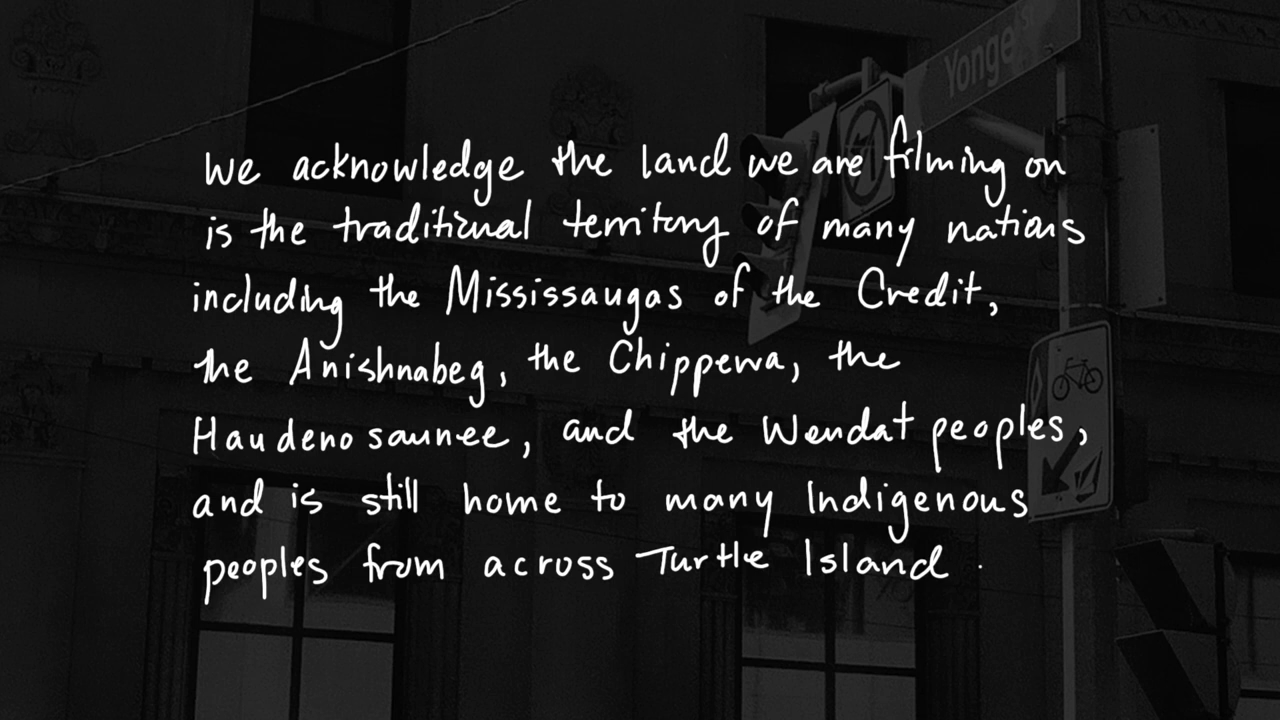 Yonge St
We acknowledge the land we are filming on
is the traditional territory of many nations
including the Mississaugas of the Credit,
the Anishnabeg, the Chippewa, the
Haudenosaunee, and the Wendat peoples,
and is still home to many Indigenous
peoples from across Turtle Island.